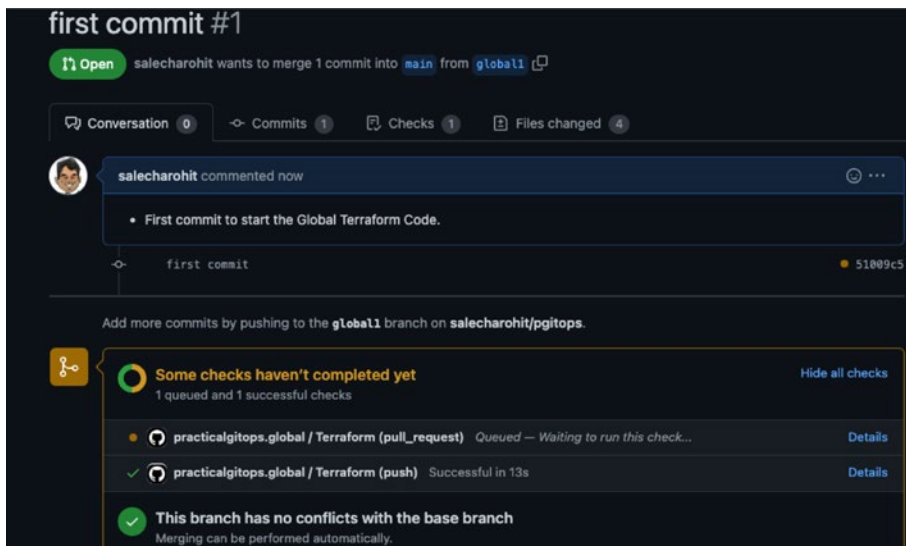 first commit #1
Open salecharohit wants to merge 1 commit into main from global1
Conversation 0 Commits 1 Checks 1 Files changed 4
salecharohit commented now
• First commit to start the Global Terraform Code.
first commit 51009c5
Add more commits by pushing to the global1 branch on salecharohit/pgitops.
Some checks haven't completed yet Hide all checks
1 queued and 1 successful checks
practicalgitops.global / Terraform (pull_request) Queued — Waiting to run this check... Details
practicalgitops.global / Terraform (push) Successful in 13s Details
This branch has no conflicts with the base branch
Merging can be performed automatically.